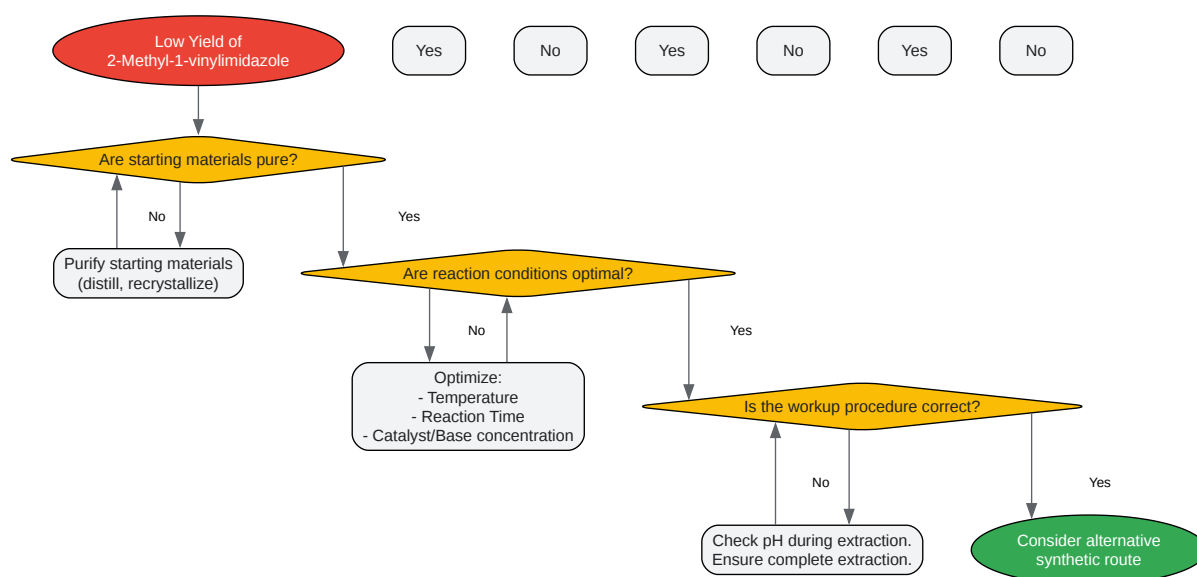 Low Yield of
2-Methyl-1-vinylimidazole
Yes
No
Yes
No
Yes
No
Are starting materials pure?
No
Yes
Purify starting materials
(distill, recrystallize)
Are reaction conditions optimal?
No
Yes
Optimize:
- Temperature
- Reaction Time
- Catalyst/Base concentration
Is the workup procedure correct?
No
Yes
Check pH during extraction.
Ensure complete extraction.
Consider alternative
synthetic route